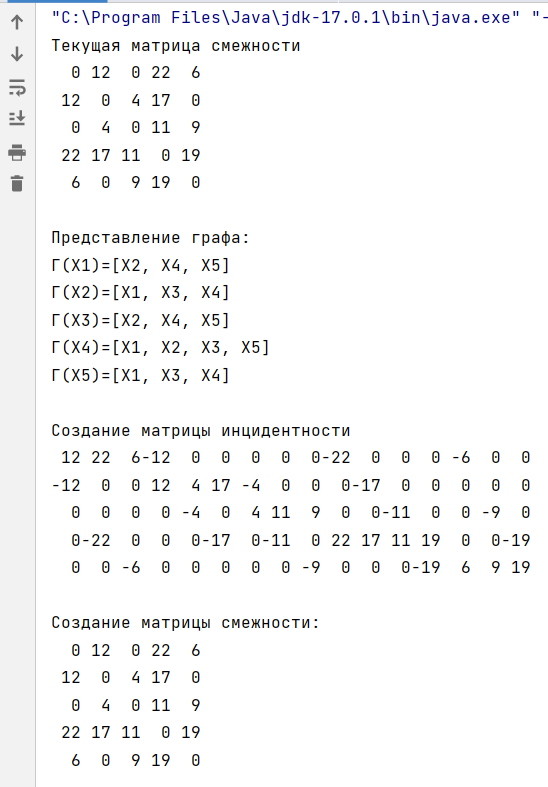 "C:\Program Files\Java\jdk-17.0.1\bin\java.exe" "-
Текущая матрица смежности
  0 12  0 22  6
 12  0  4 17  0
  0  4  0 11  9
 22 17 11  0 19
  6  0  9 19  0
Представление графа:
Г(X1)=[X2, X4, X5]
Г(X2)=[X1, X3, X4]
Г(X3)=[X2, X4, X5]
Г(X4)=[X1, X2, X3, X5]
Г(X5)=[X1, X3, X4]
Создание матрицы инцидентности
 12 22  6-12  0  0  0  0  0-22  0  0  0 -6  0  0
-12  0  0 12  4 17 -4  0  0  0-17  0  0  0  0  0
  0  0  0  0 -4  0  4 11  9  0  0-11  0  0 -9  0
  0-22  0  0  0-17  0-11  0 22 17 11 19  0  0-19
  0  0 -6  0  0  0  0  0 -9  0  0  0-19  6  9 19
Создание матрицы смежности:
  0 12  0 22  6
 12  0  4 17  0
  0  4  0 11  9
 22 17 11  0 19
  6  0  9 19  0